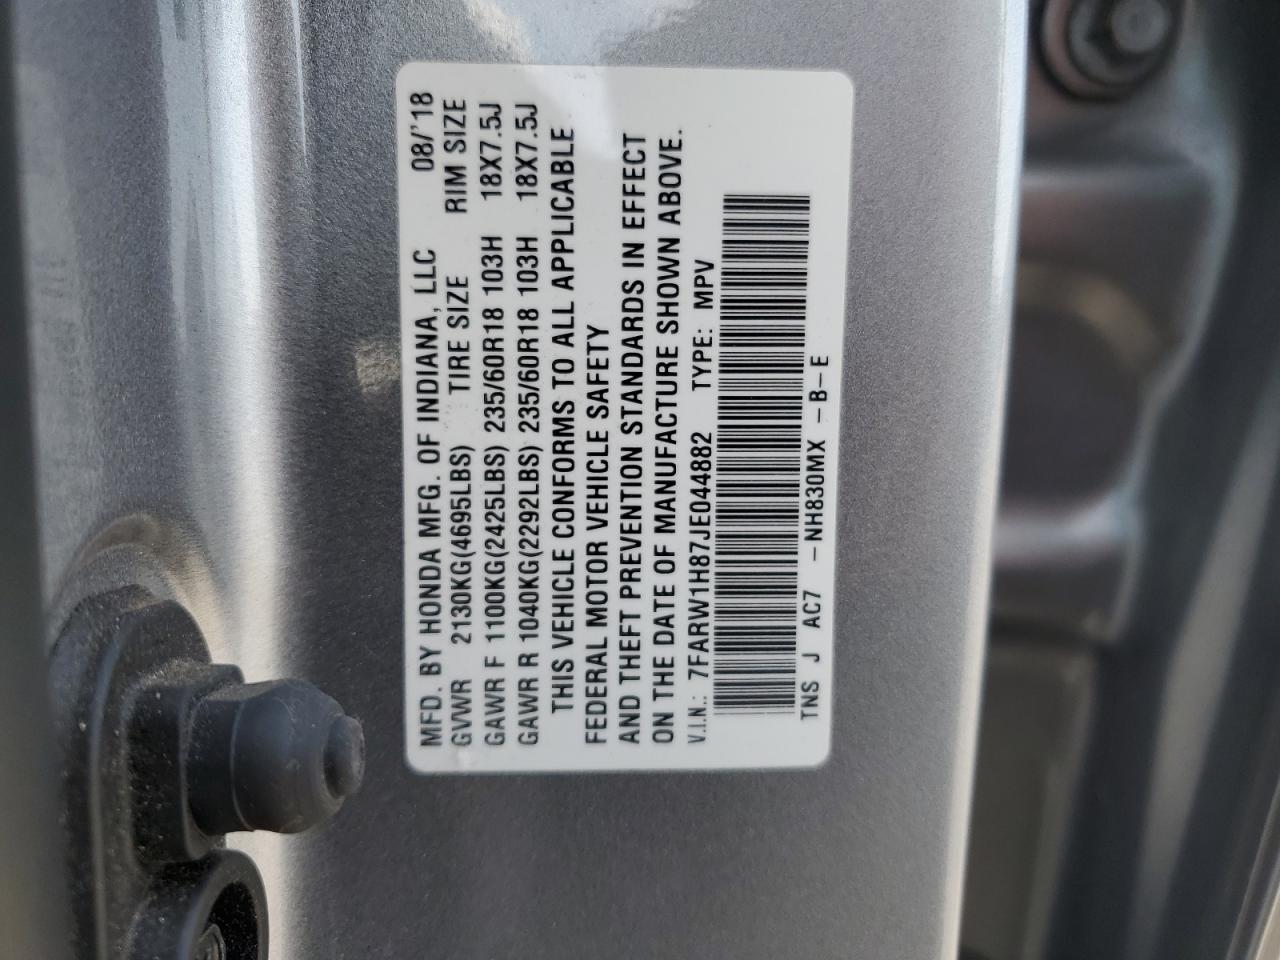 MFD. BY HONDA MFG. OF INDIANA, LLC 08/'18
GVWR 2130KG(4695LBS) TIRE SIZE RIM SIZE
GAWR F 1100KG(2425LBS) 235/60R18 103H 18X7.5J
GAWR R 1040KG(2292LBS) 235/60R18 103H 18X7.5J
THIS VEHICLE CONFORMS TO ALL APPLICABLE
FEDERAL MOTOR VEHICLE SAFETY
AND THEFT PREVENTION STANDARDS IN EFFECT
ON THE DATE OF MANUFACTURE SHOWN ABOVE.
V.I.N.: 7FARW1H87JE044882 TYPE: MPV
TNS J AC7 -NH830MX -B-E